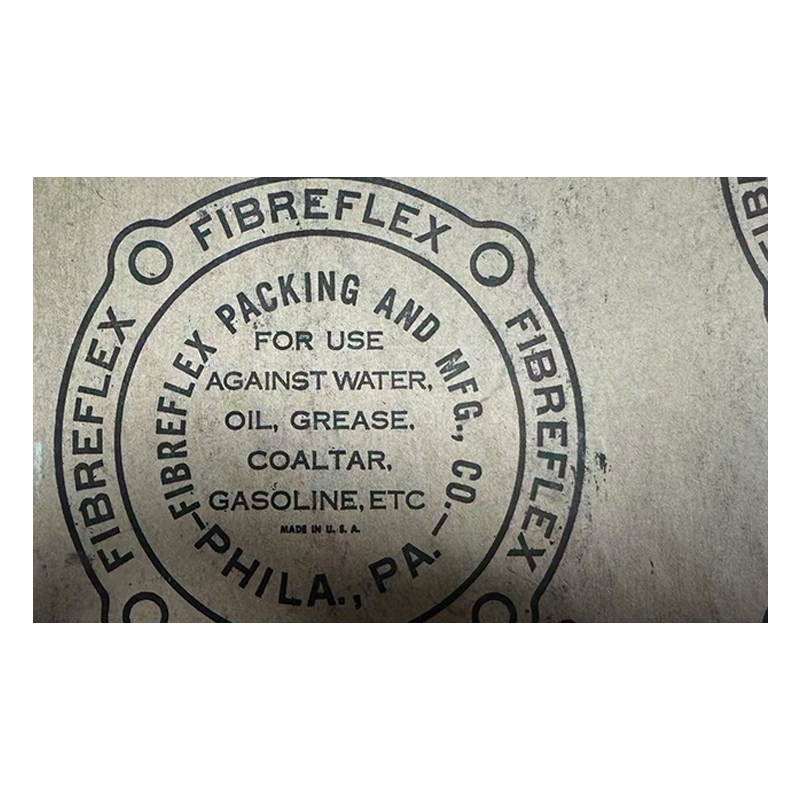 FIBREFLEX
FIBREFLEX
FIBREFLEX
FIBREFLEX PACKING AND MFG., CO.
FOR USE
AGAINST WATER,
OIL, GREASE,
COALTAR,
GASOLINE, ETC
MADE IN U. S. A.
PHILA., PA.